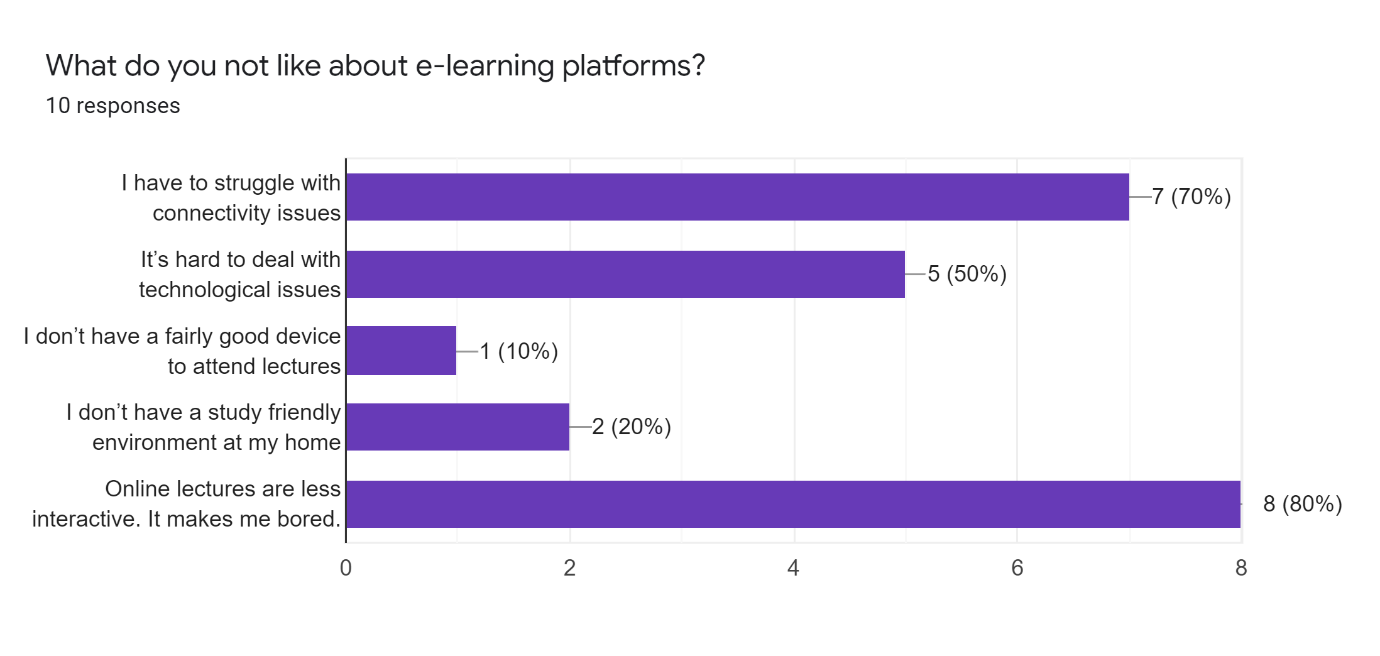 What do you not like about e-learning platforms?
10 responses
I have to struggle with
connectivity issues
7 (70%)
It’s hard to deal with
technological issues
5 (50%)
I don’t have a fairly good device
to attend lectures
1 (10%)
I don’t have a study friendly
environment at my home
2 (20%)
Online lectures are less
interactive. It makes me bored.
8 (80%)
0 2 4 6 8